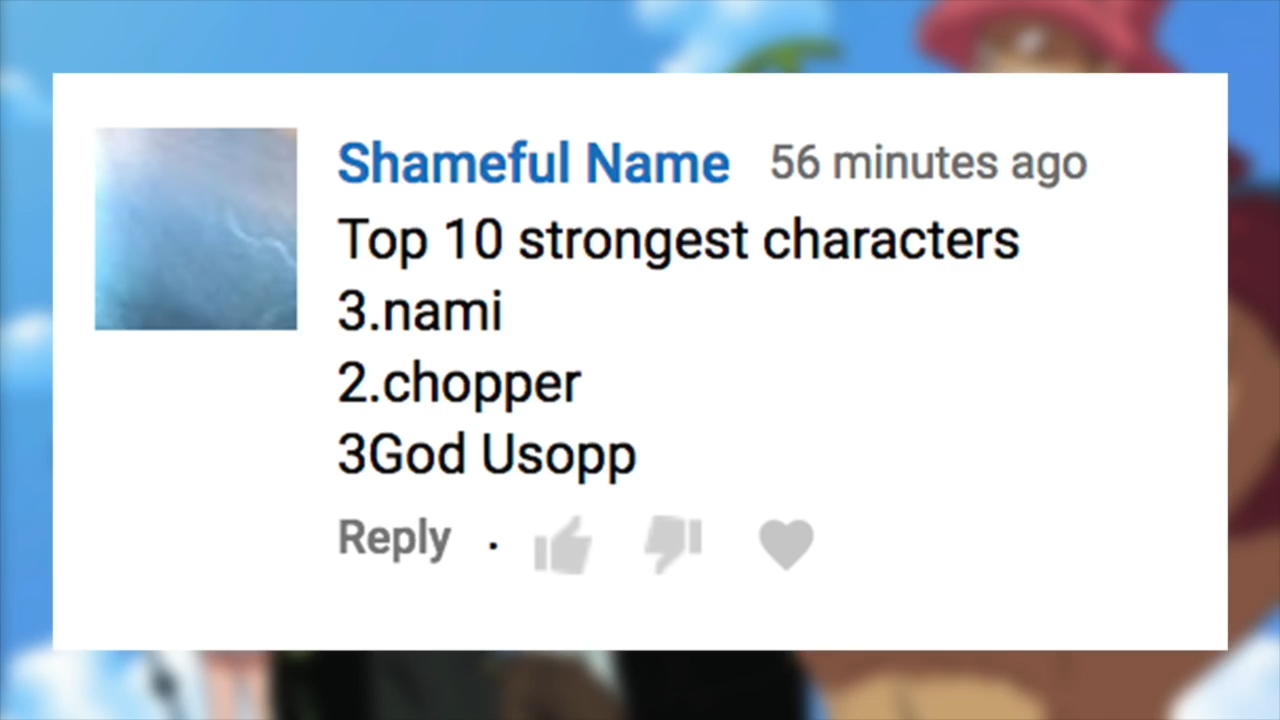 Shameful Name 56 minutes ago
Top 10 strongest characters
3.nami
2.chopper
3God Usopp
Reply ·